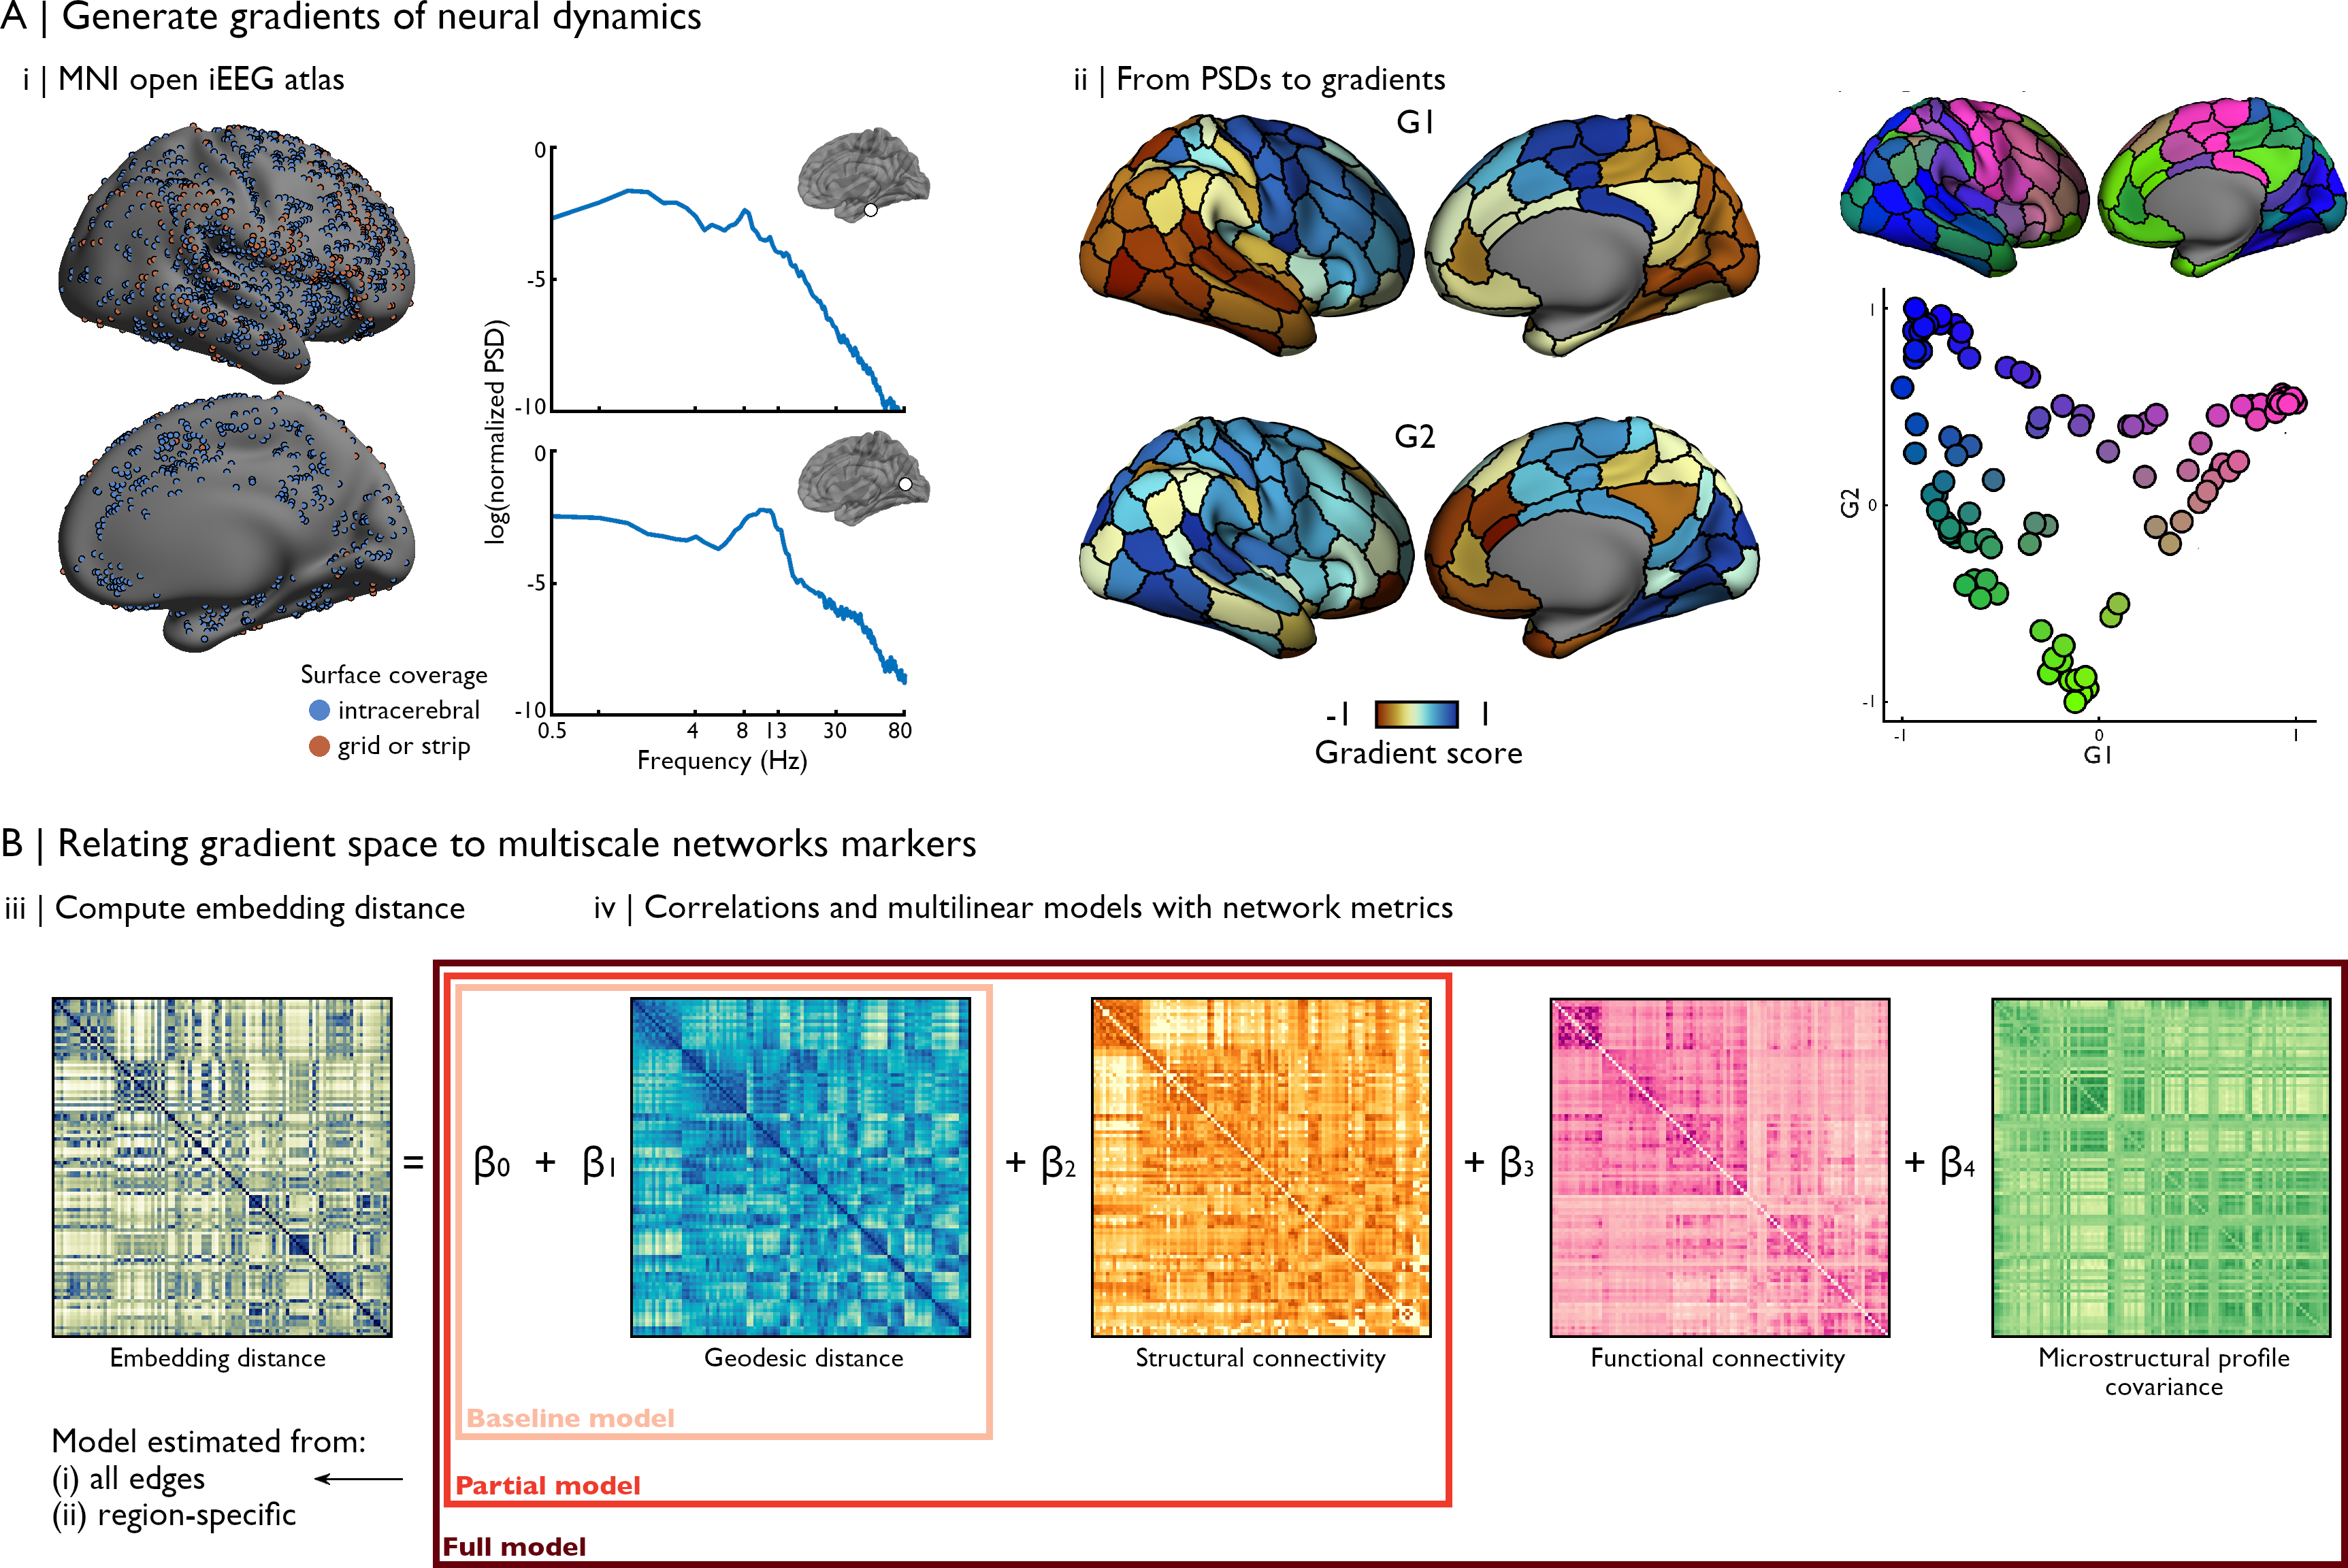 A | Generate gradients of neural dynamics
i | MNI open iEEG atlas
ii | From PSDs to gradients
G1
G2
0
-5
-10
0
-5
-10
log(normalized PSD)
0.5
4
8
13
30
80
Frequency (Hz)
Surface coverage
intracerebral
grid or strip
-1
1
Gradient score
1
0
-1
G2
-1
0
1
G1
B | Relating gradient space to multiscale networks markers
iii | Compute embedding distance
iv | Correlations and multilinear models with network metrics
= β0 + β1 + β2 + β3 + β4
Embedding distance
Geodesic distance
Structural connectivity
Functional connectivity
Microstructural profile
covariance
Baseline model
Partial model
Full model
Model estimated from:
(i) all edges
(ii) region-specific